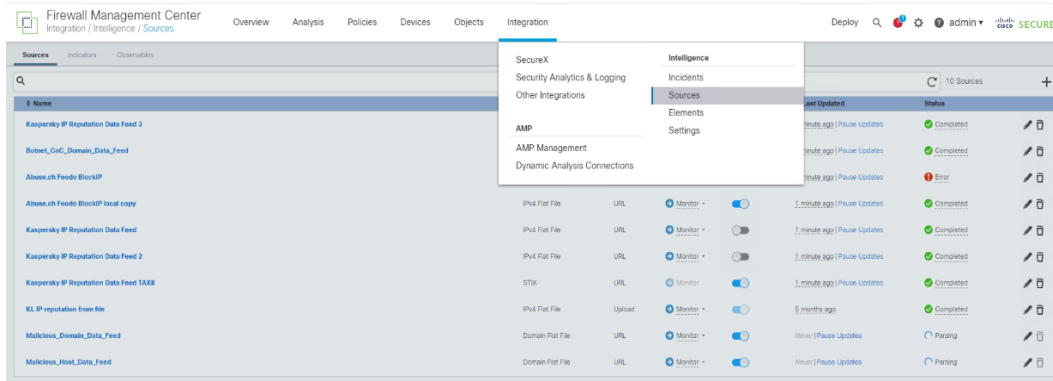 Firewall Management Center
Integration / Intelligence / Sources
Overview Analysis Policies Devices Objects Integration
Deploy admin cisco SECURE
Sources Indicators Observables
SecureX
Security Analytics & Logging
Other Integrations
AMP
AMP Management
Dynamic Analysis Connections
Intelligence
Incidents
Sources
Elements
Settings
10 Sources
Name Last Updated Status
Kaspersky IP Reputation Data Feed 3 minute ago | Pause Updates Completed
Botnet_CnC_Domain_Data_Feed minute ago | Pause Updates Completed
Abuse.ch Feodo BlockIP minute ago | Pause Updates Error
Abuse.ch Feodo BlockIP local copy IPv4 Flat File URL Monitor 1 minute ago | Pause Updates Completed
Kaspersky IP Reputation Data Feed IPv4 Flat File URL Monitor 1 minute ago | Pause Updates Completed
Kaspersky IP Reputation Data Feed 2 IPv4 Flat File URL Monitor 1 minute ago | Pause Updates Completed
Kaspersky IP Reputation Data Feed TAXII STIX URL Monitor 1 minute ago | Pause Updates Completed
KL IP reputation from file IPv4 Flat File Upload Monitor 5 months ago Completed
Malicious_Domain_Data_Feed Domain Flat File URL Monitor Never | Pause Updates Parsing
Malicious_Host_Data_Feed Domain Flat File URL Monitor Never | Pause Updates Parsing